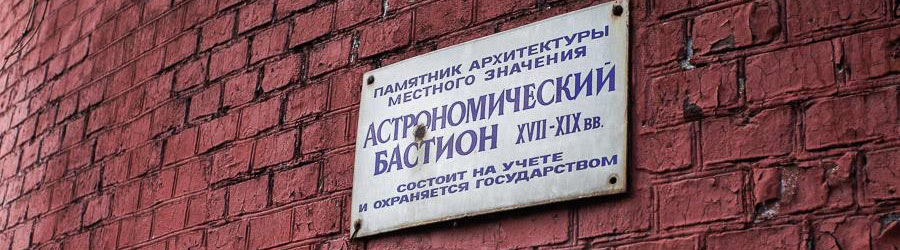 ПАМЯТНИК АРХИТЕКТУРЫ
МЕСТНОГО ЗНАЧЕНИЯ
АСТРОНОМИЧЕСКИЙ
БАСТИОН XVII-XIX ВВ.
СОСТОИТ НА УЧЕТЕ
И ОХРАНЯЕТСЯ ГОСУДАРСТВОМ